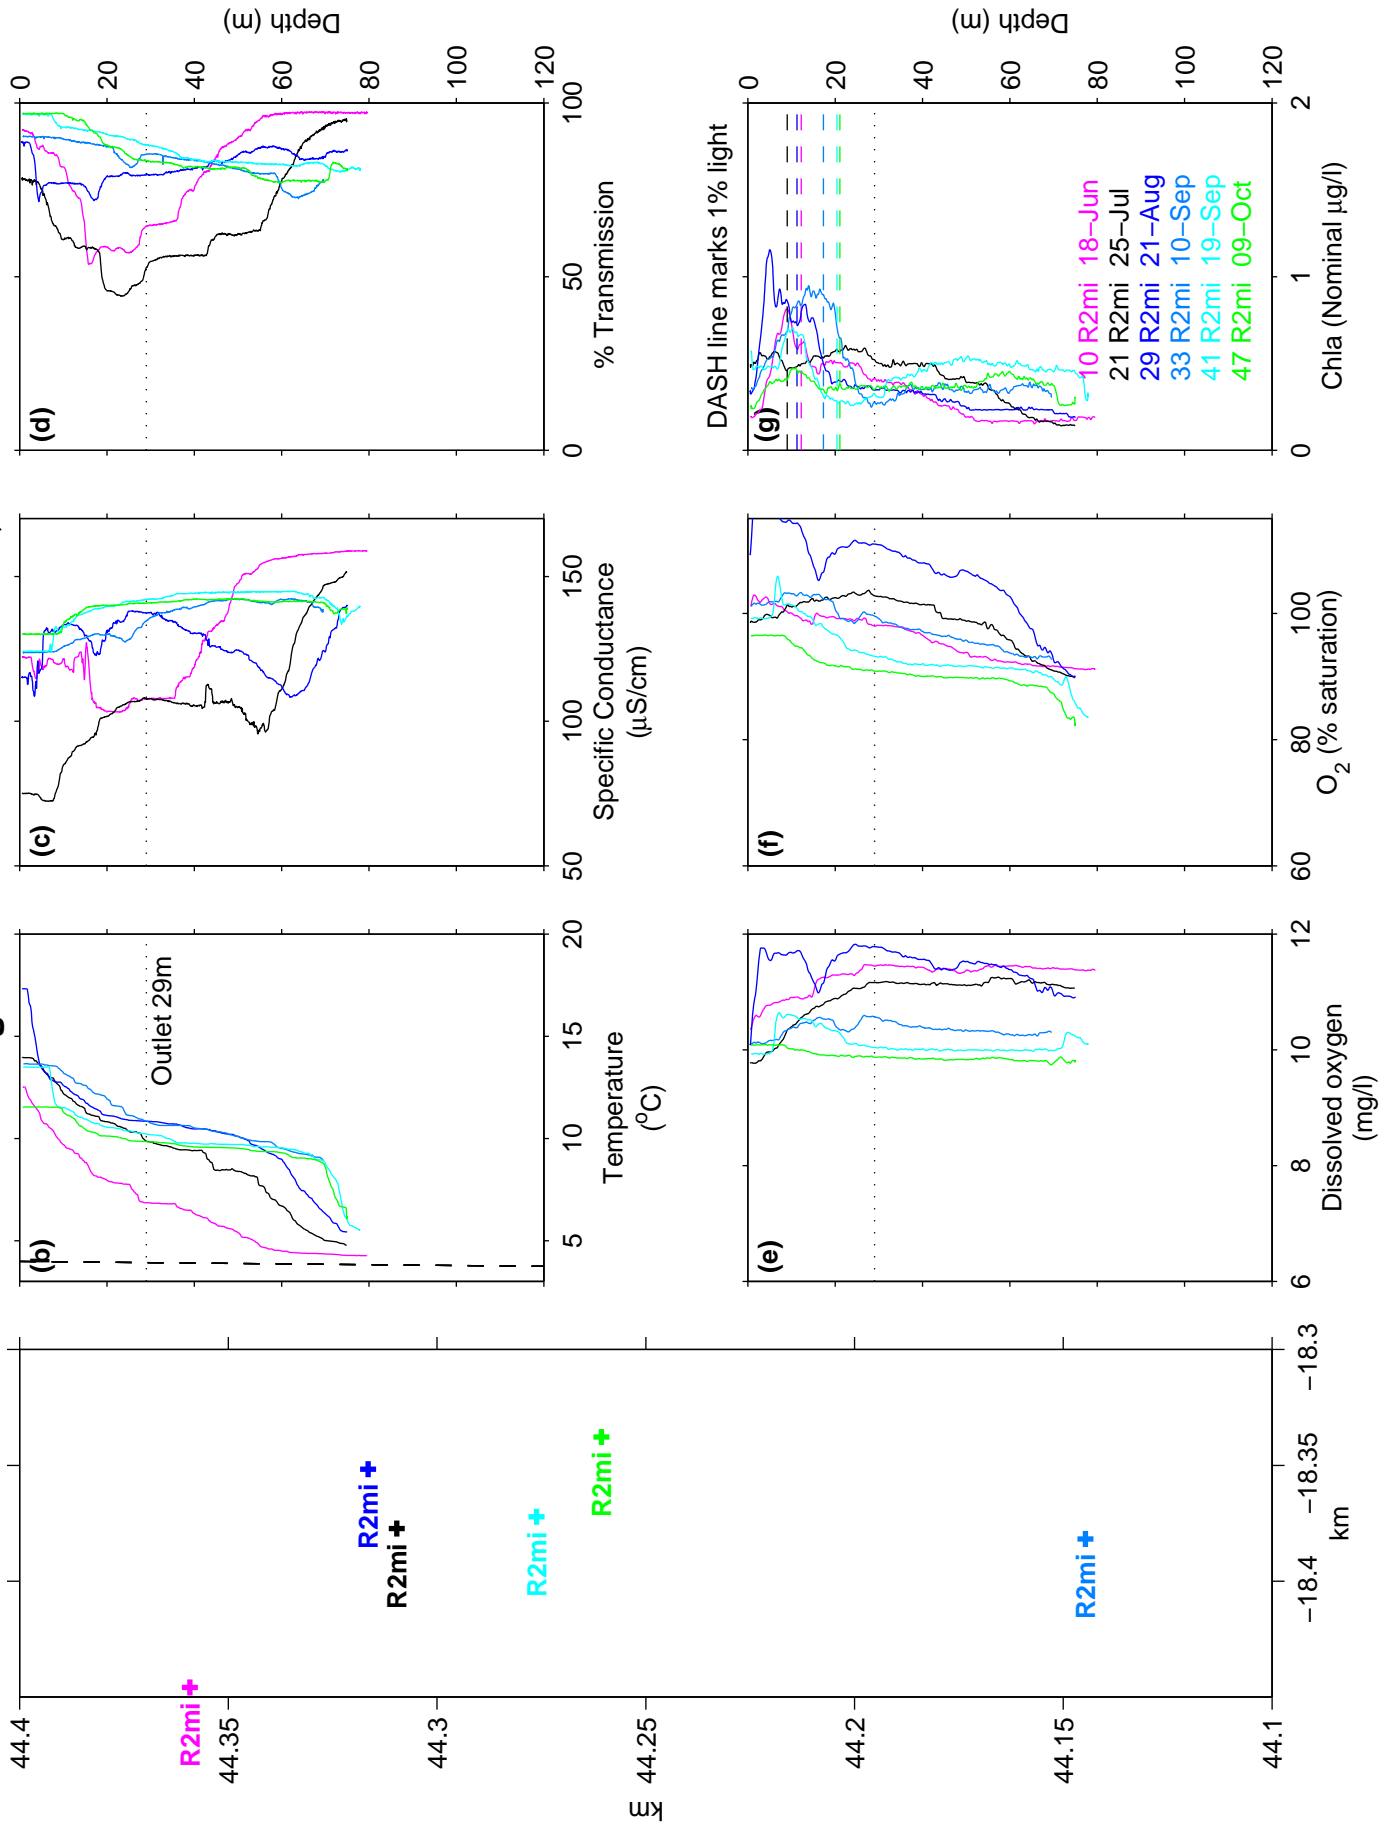 44.4
44.35
44.3
44.25
44.2
44.15
44.1
km
−18.4
−18.35
−18.3
km
R2mi
R2mi
R2mi
R2mi
R2mi
R2mi
(b)
Outlet 29m
5
10
15
20
Temperature
(°C)
(c)
50
100
150
Specific Conductance
(μS/cm)
(d)
0
50
100
% Transmission
0
20
40
60
80
100
120
Depth (m)
(e)
6
8
10
12
Dissolved oxygen
(mg/l)
(f)
60
80
100
O₂ (% saturation)
DASH line marks 1% light
(g)
10 R2mi 18−Jun
21 R2mi 25−Jul
29 R2mi 21−Aug
33 R2mi 10−Sep
41 R2mi 19−Sep
47 R2mi 09−Oct
0
1
2
Chla (Nominal μg/l)
0
20
40
60
80
100
120
Depth (m)